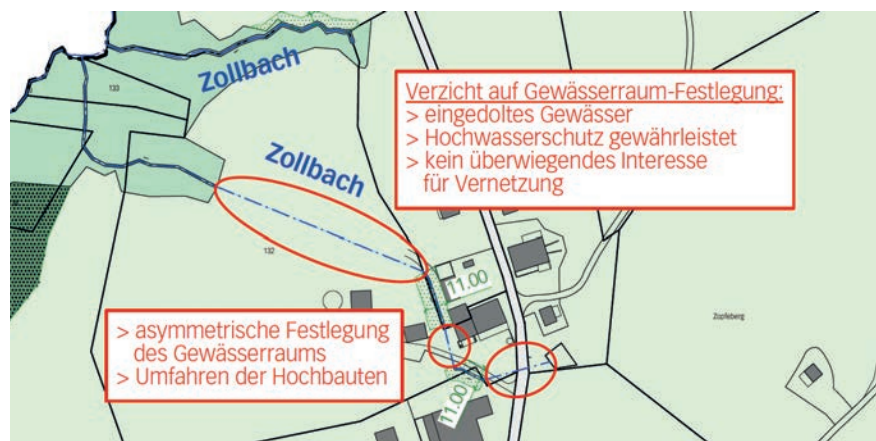 Zollbach
133
Verzicht auf Gewässerraum-Festlegung:
> eingedoltes Gewässer
> Hochwasserschutz gewährleistet
> kein überwiegendes Interesse
für Vernetzung
Zollbach
132
11.00
Zopfeberg
> asymmetrische Festlegung
des Gewässerraums
> Umfahren der Hochbauten
11.00